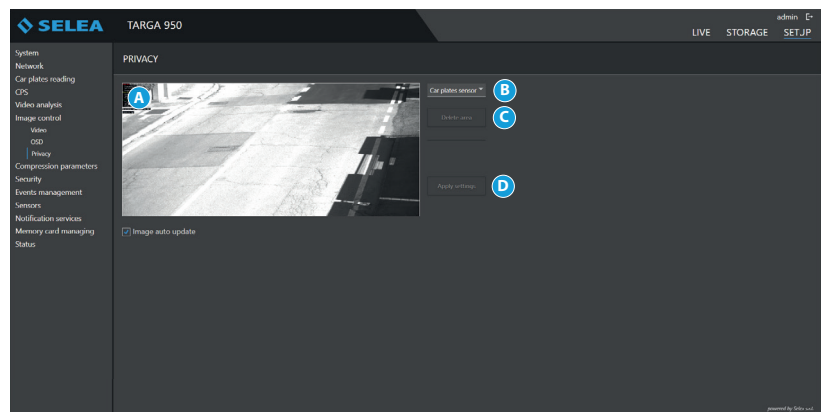 SELEA
TARGA 950
admin
LIVE STORAGE SETUP
System
Network
Car plates reading
CPS
Video analysis
Image control
Video
OSD
Privacy
Compression parameters
Security
Events management
Sensors
Notification services
Memory card managing
Status
PRIVACY
A
Car plates sensor
B
Delete area
C
Apply settings
D
Image auto update
powered by Selea s.r.l.